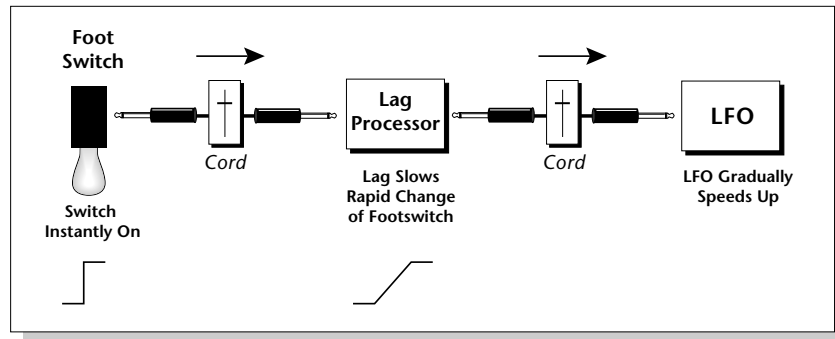 Foot
Switch
Lag
Processor
LFO
Cord
Cord
Switch
Instantly On
Lag Slows
Rapid Change
of Footswitch
LFO Gradually
Speeds Up